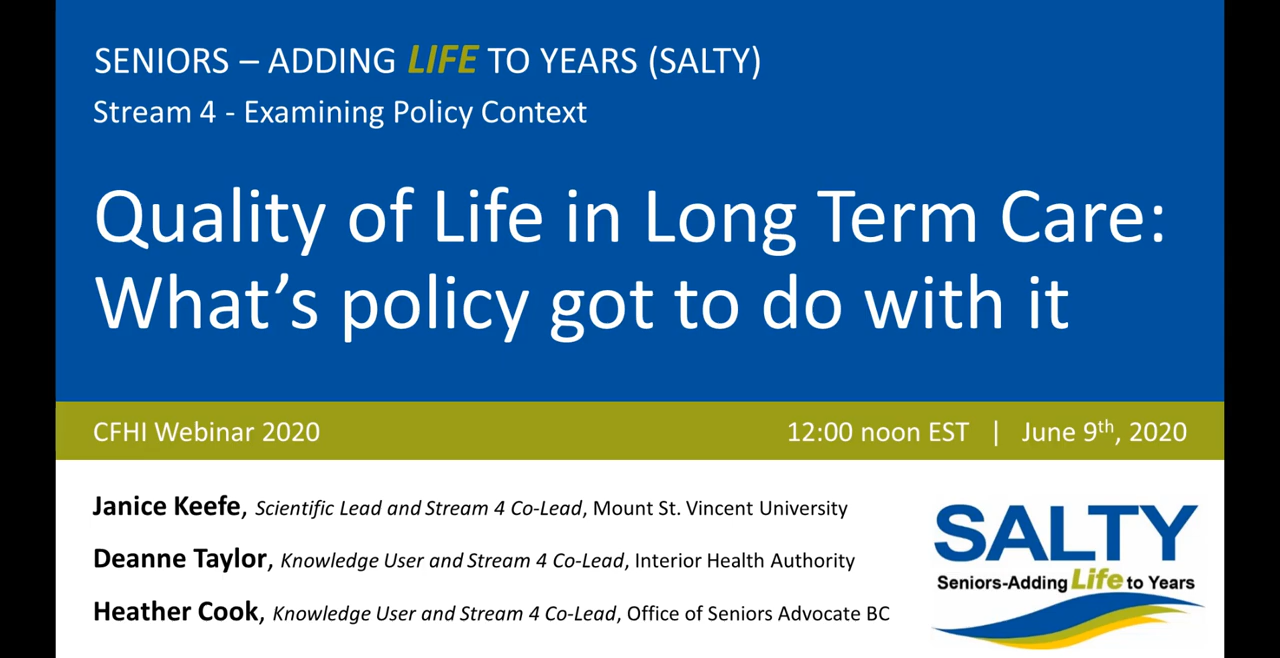 SENIORS – ADDING LIFE TO YEARS (SALTY)
Stream 4 - Examining Policy Context
Quality of Life in Long Term Care:
What’s policy got to do with it
CFHI Webinar 2020
12:00 noon EST | June 9th, 2020
Janice Keefe, Scientific Lead and Stream 4 Co-Lead, Mount St. Vincent University
Deanne Taylor, Knowledge User and Stream 4 Co-Lead, Interior Health Authority
Heather Cook, Knowledge User and Stream 4 Co-Lead, Office of Seniors Advocate BC
SALTY
Seniors-Adding Life to Years